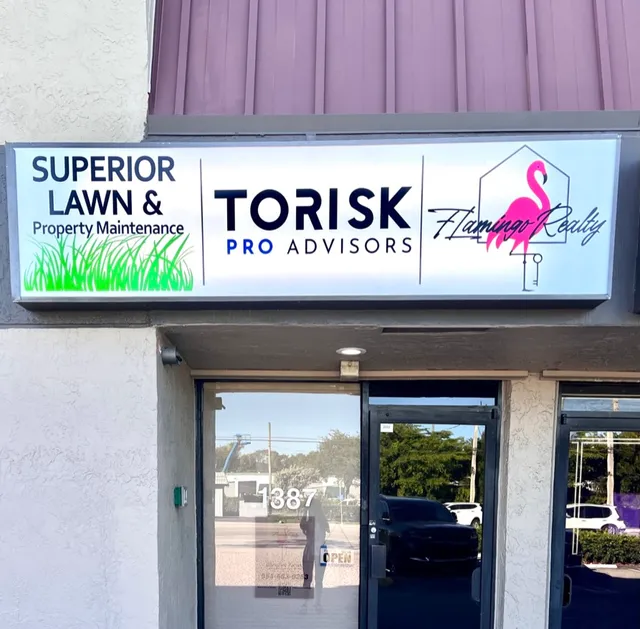 SUPERIOR
LAWN &
Property Maintenance
TORISK
PRO ADVISORS
Flamingo Realty
1387
OPEN